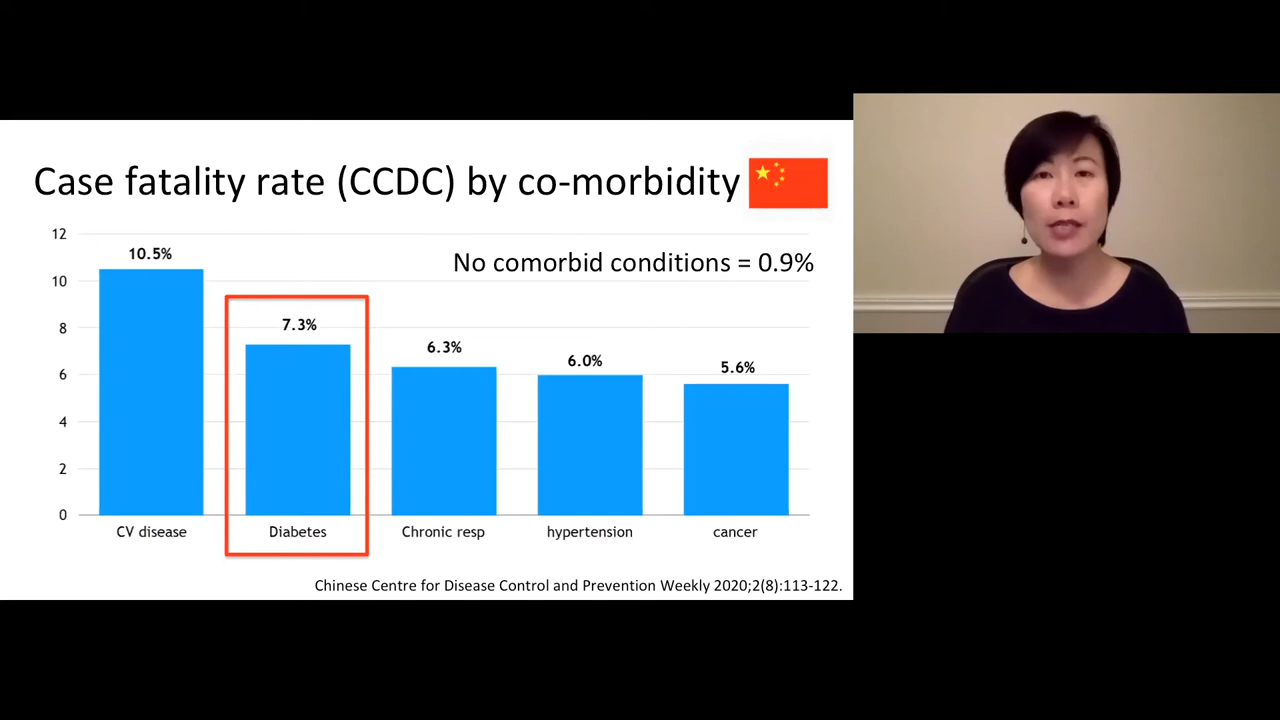 Case fatality rate (CCDC) by co-morbidity
No comorbid conditions = 0.9%
12
10
8
6
4
2
0
10.5%
7.3%
6.3%
6.0%
5.6%
CV disease
Diabetes
Chronic resp
hypertension
cancer
Chinese Centre for Disease Control and Prevention Weekly 2020;2(8):113-122.